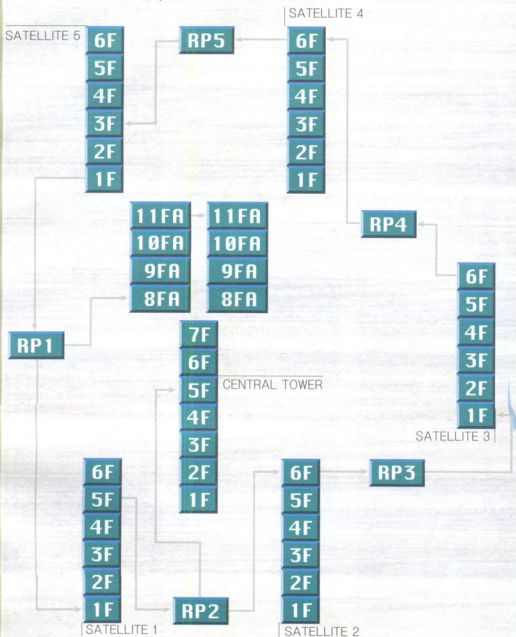 SATELLITE 4
SATELLITE 5
6F
5F
4F
3F
2F
1F
RP5
6F
5F
4F
3F
2F
1F
11FA
10FA
9FA
8FA
11FA
10FA
9FA
8FA
RP4
6F
5F
4F
3F
2F
1F
SATELLITE 3
RP1
7F
6F
5F
4F
3F
2F
1F
CENTRAL TOWER
6F
5F
4F
3F
2F
1F
SATELLITE 1
RP2
6F
5F
4F
3F
2F
1F
SATELLITE 2
RP3